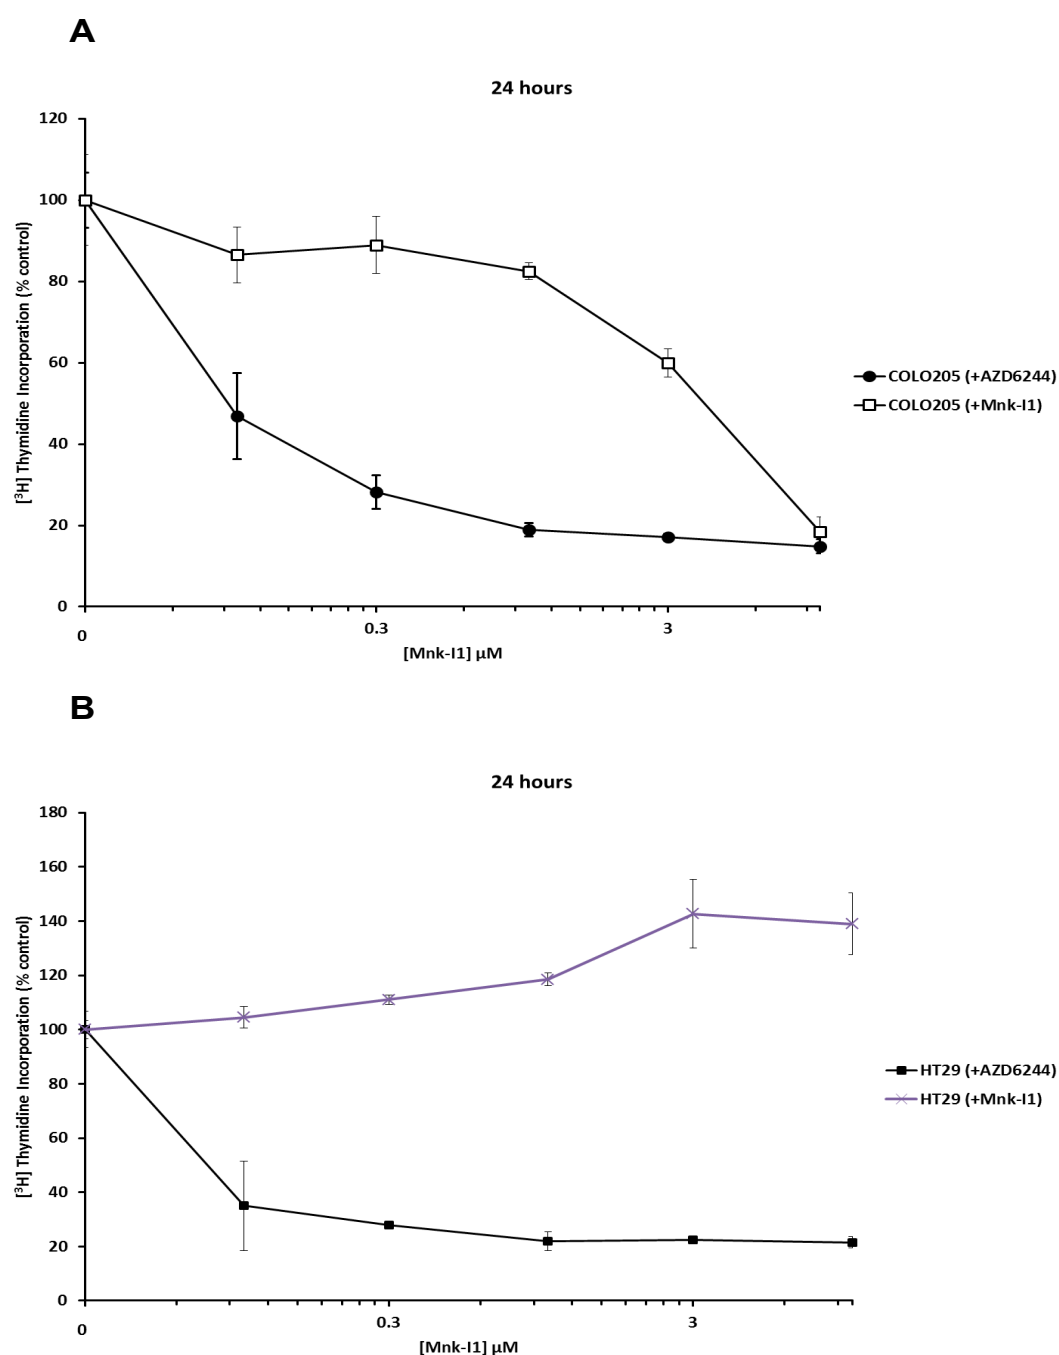 A
24 hours
120
100
80
60
40
20
0
[³H] Thymidine Incorporation (% control)
0
0.3
3
[Mnk-I1] µM
COLO205 (+AZD6244)
COLO205 (+Mnk-I1)
B
24 hours
180
160
140
120
100
80
60
40
20
0
[³H] Thymidine Incorporation (% control)
0
0.3
3
[Mnk-I1] µM
HT29 (+AZD6244)
HT29 (+Mnk-I1)